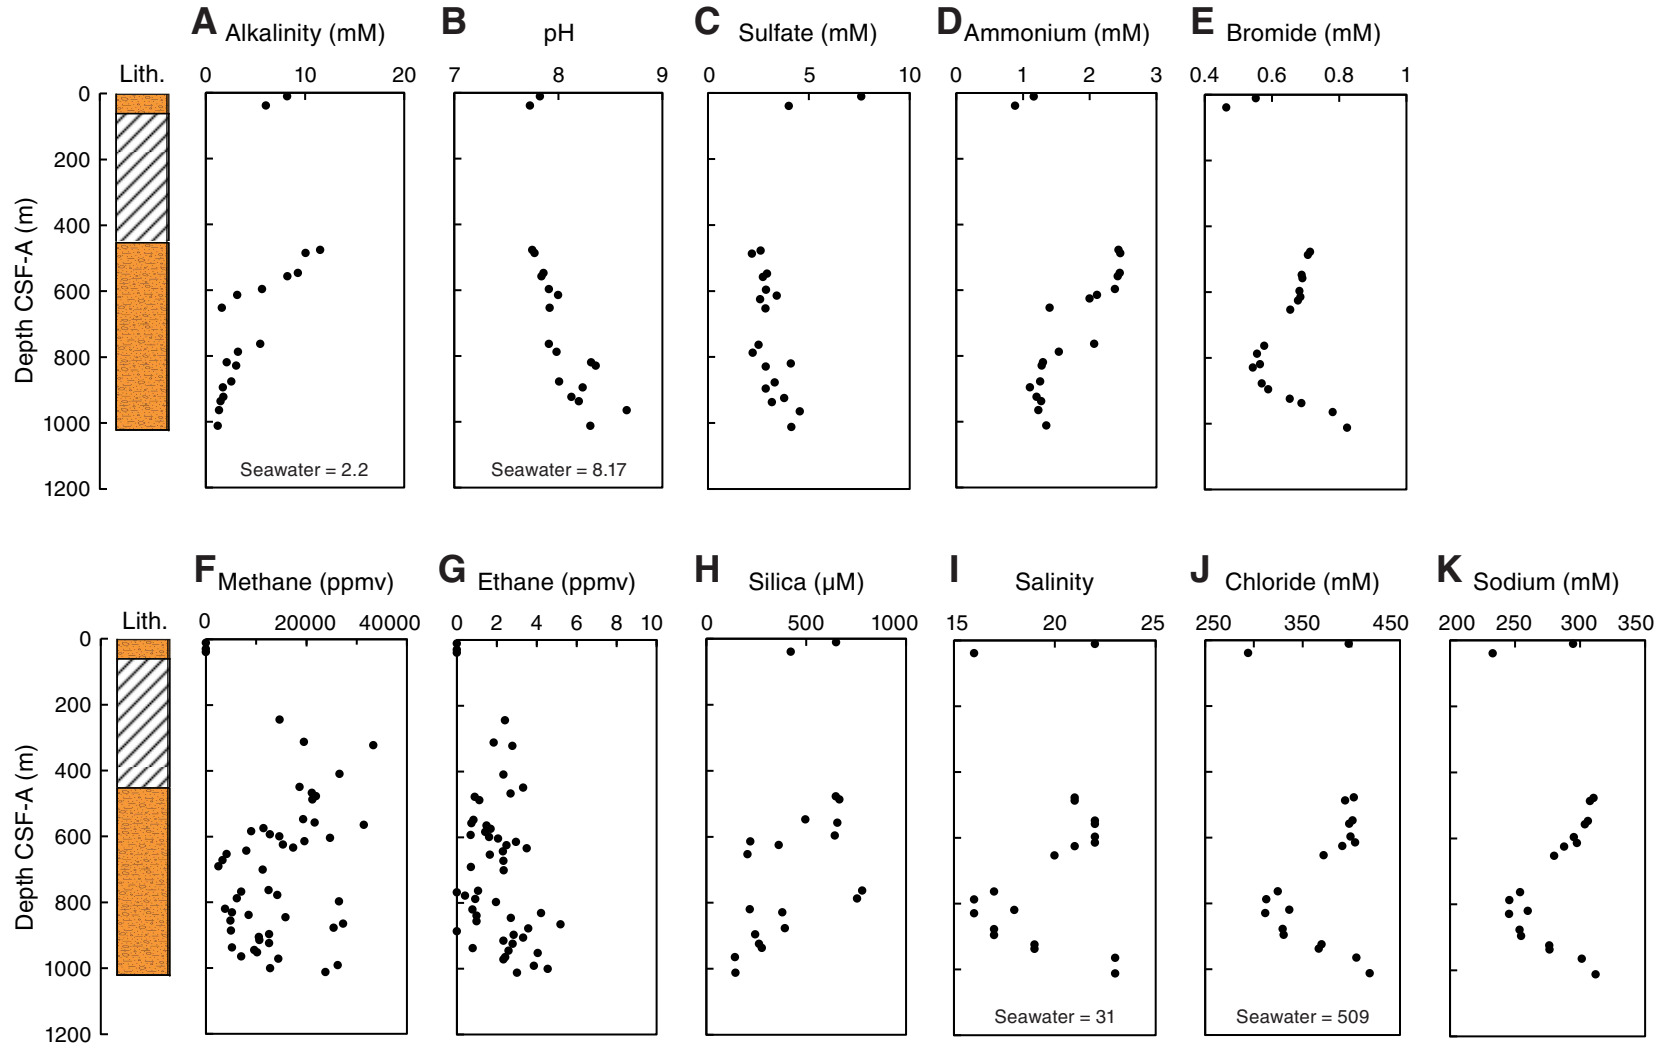 A Alkalinity (mM) B pH C Sulfate (mM) D Ammonium (mM) E Bromide (mM)
Lith. 0 10 20 7 8 9 0 5 10 0 1 2 3 0.4 0.6 0.8 1
0
200
400
600
800
1000
1200
Depth CSF-A (m)
Seawater = 2.2 Seawater = 8.17
F Methane (ppmv) G Ethane (ppmv) H Silica (µM) I Salinity J Chloride (mM) K Sodium (mM)
Lith. 0 20000 40000 0 2 4 6 8 10 0 500 1000 15 20 25 250 350 450 200 250 300 350
0
200
400
600
800
1000
1200
Depth CSF-A (m)
Seawater = 31 Seawater = 509